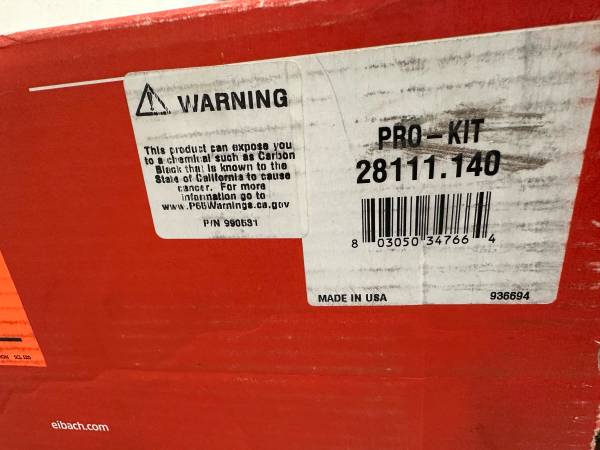 WARNING
This product can expose you
to a chemical such as Carbon
Black that is known to the
State of California to cause
cancer. For more
information go to
www.P65Warnings.ca.gov
P/N 990531
PRO-KIT
28111.140
8 03050 34766 4
MADE IN USA 936694
eibach.com